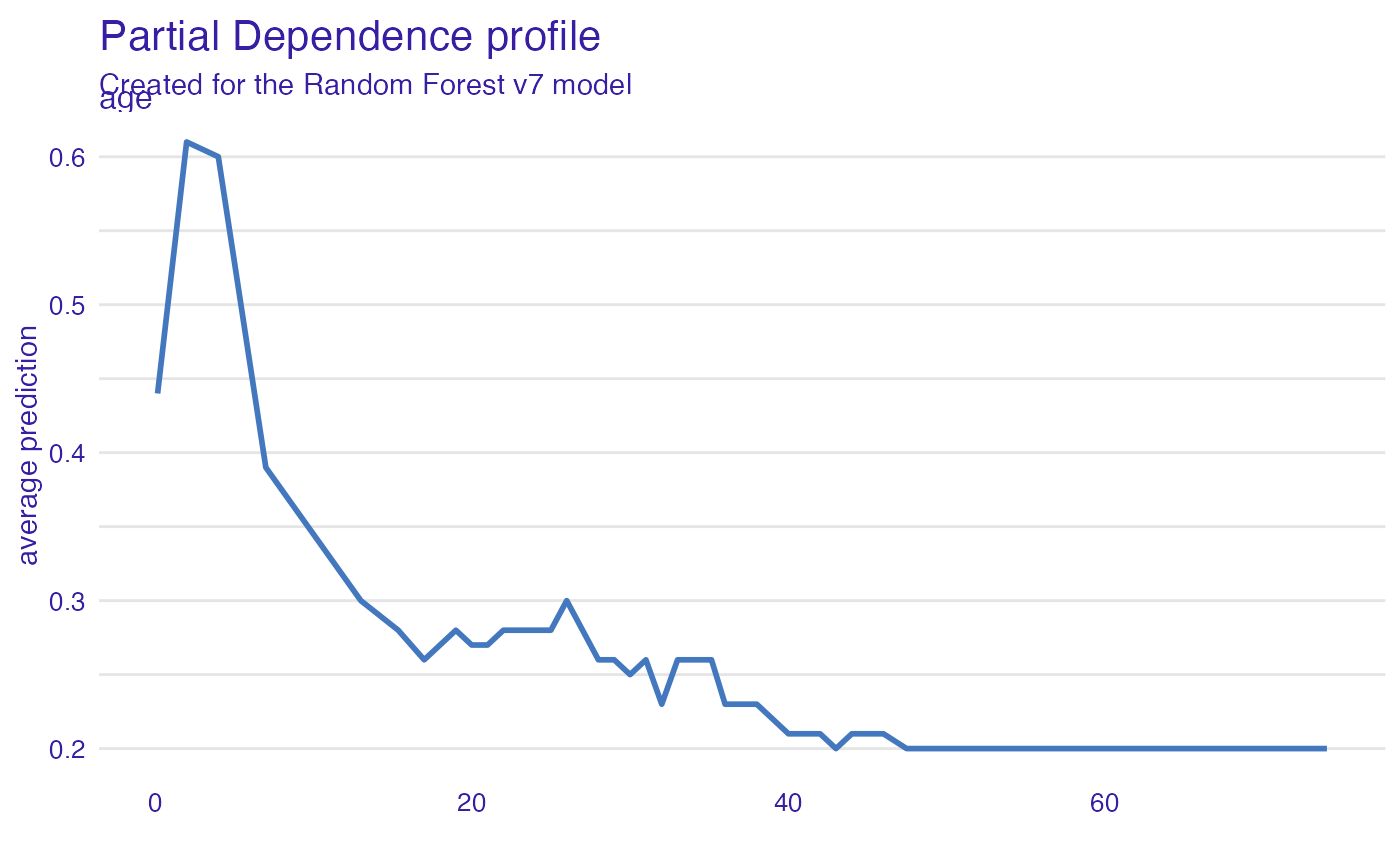 Partial Dependence profile
Created for the Random Forest v7 model
age
0.6
0.5
0.4
0.3
0.2
average prediction
0 20 40 60